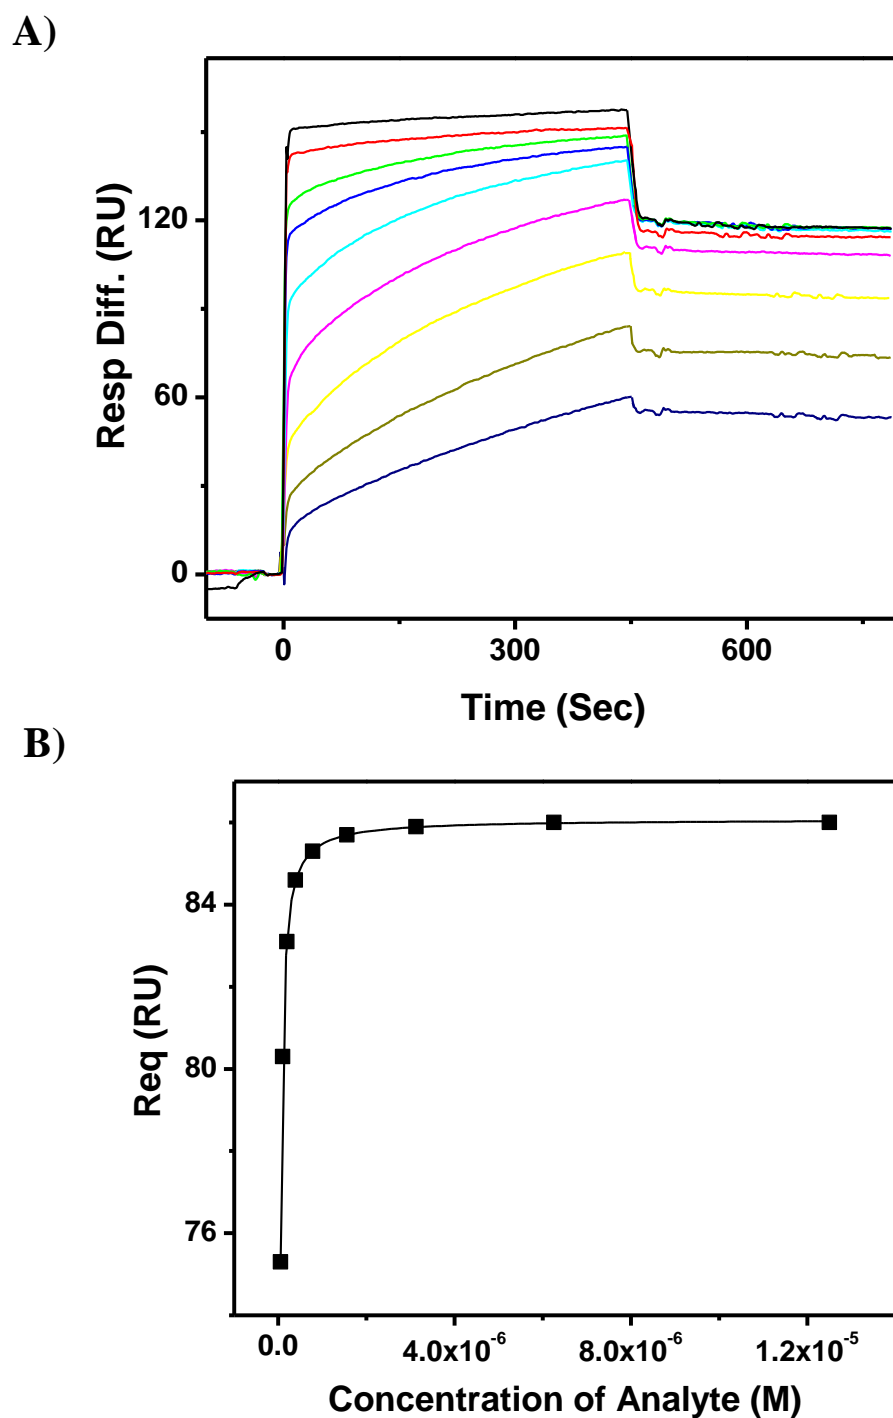 A)
120
60
0
Resp Diff. (RU)
0 300 600
Time (Sec)
B)
84
80
76
Req (RU)
0.0 4.0x10⁻⁶ 8.0x10⁻⁶ 1.2x10⁻⁵
Concentration of Analyte (M)